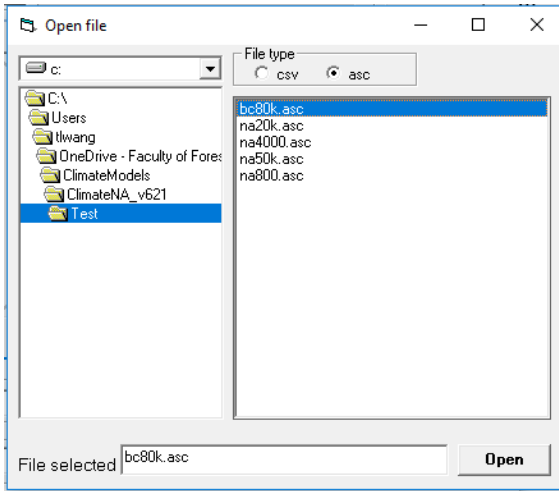 Open file
c:
File type
csv
asc
C:\
Users
tlwang
OneDrive - Faculty of Fores
ClimateModels
ClimateNA_v621
Test
bc80k.asc
na20k.asc
na4000.asc
na50k.asc
na800.asc
File selected
bc80k.asc
Open